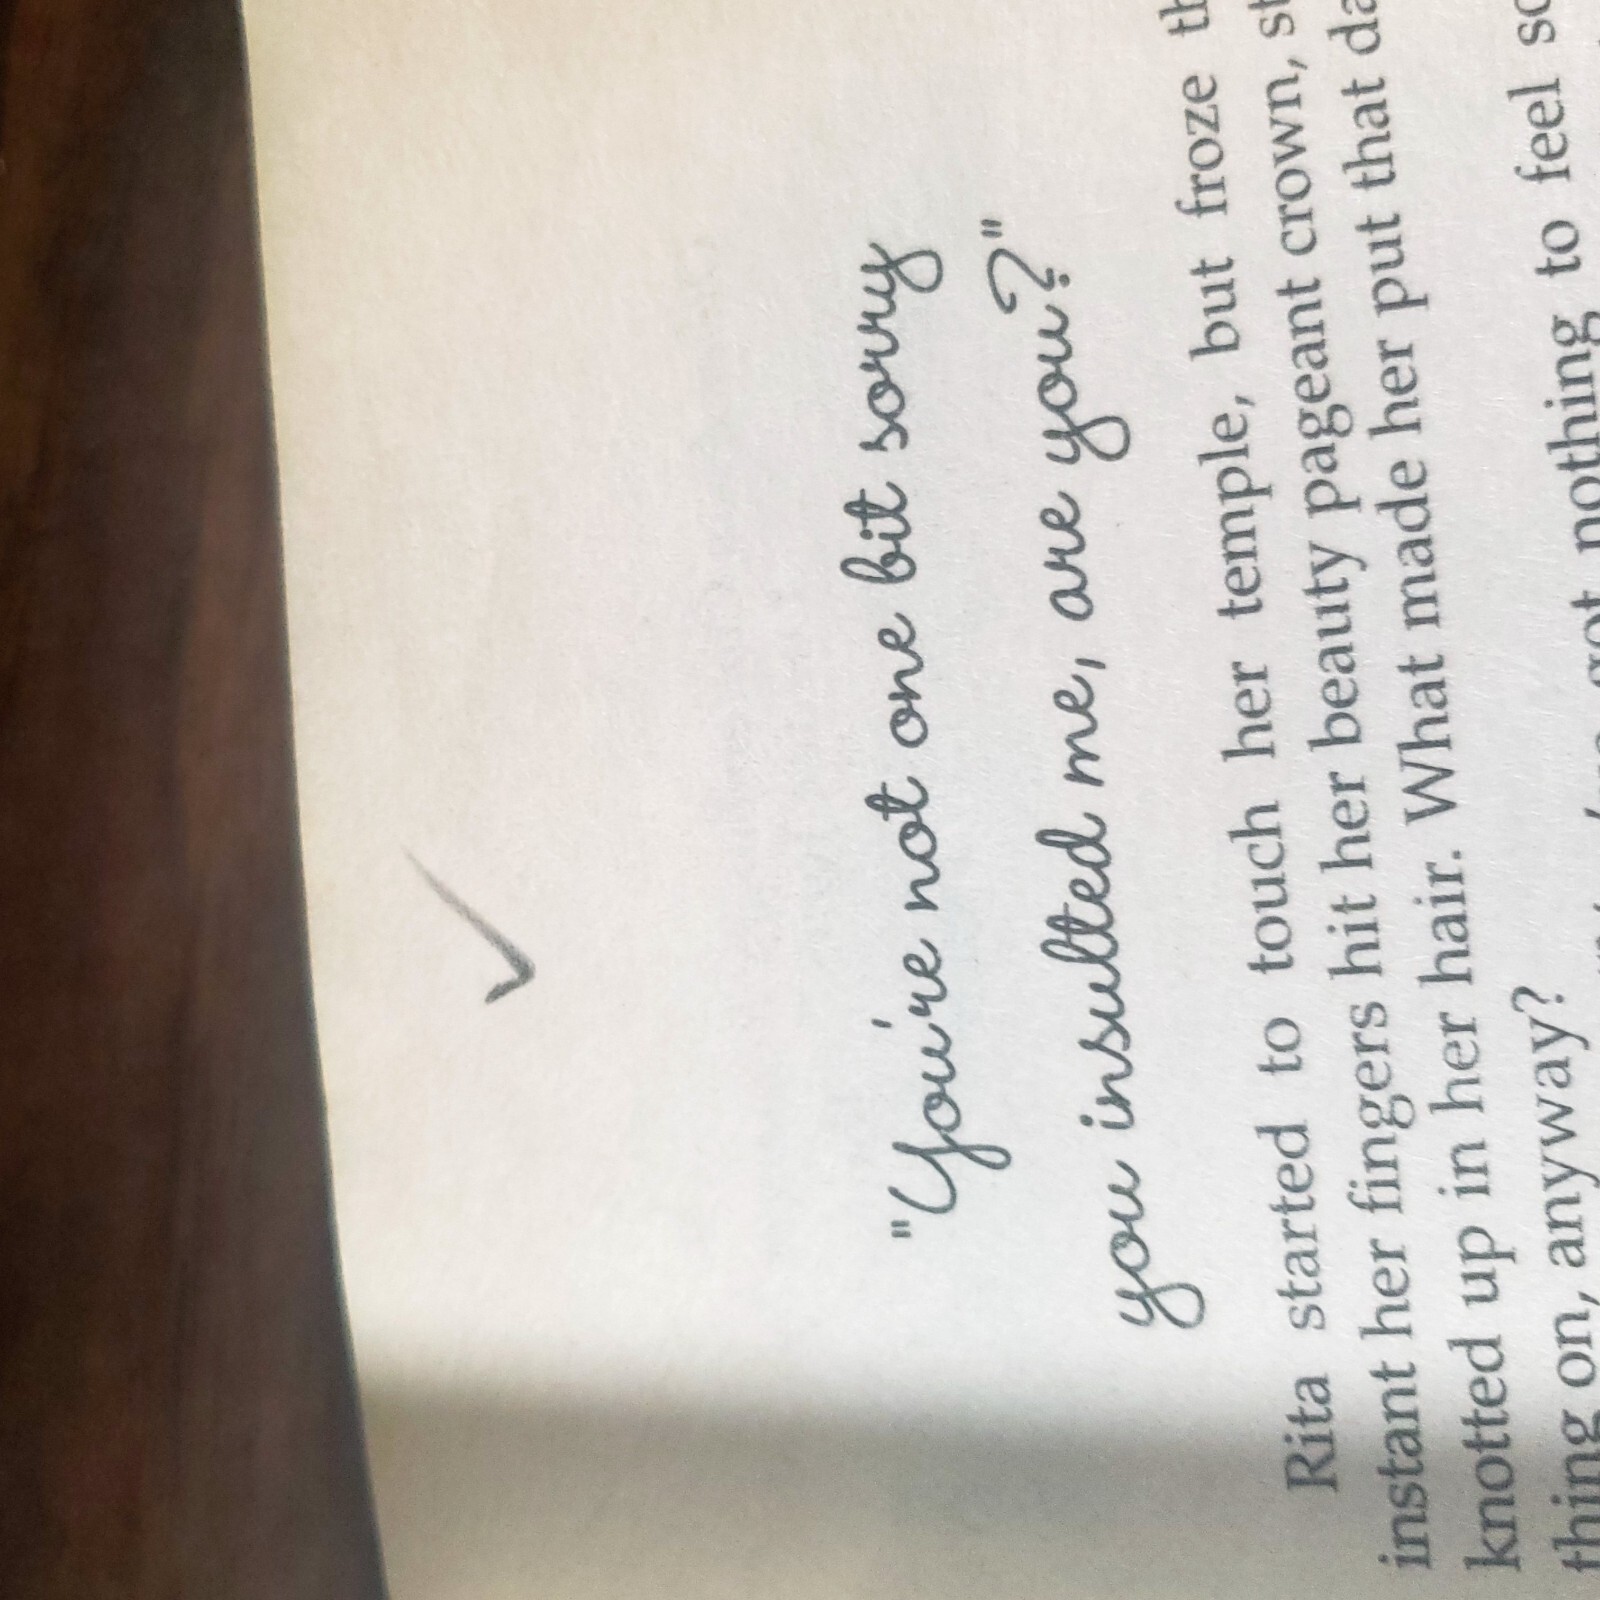 "You're not one bit sorry
you insulted me, are you?"
Rita started to touch her temple, but froze
instant her fingers hit her beauty pageant crown,
knotted up in her hair. What made her put that
thing on, anyway?
got nothing to feel